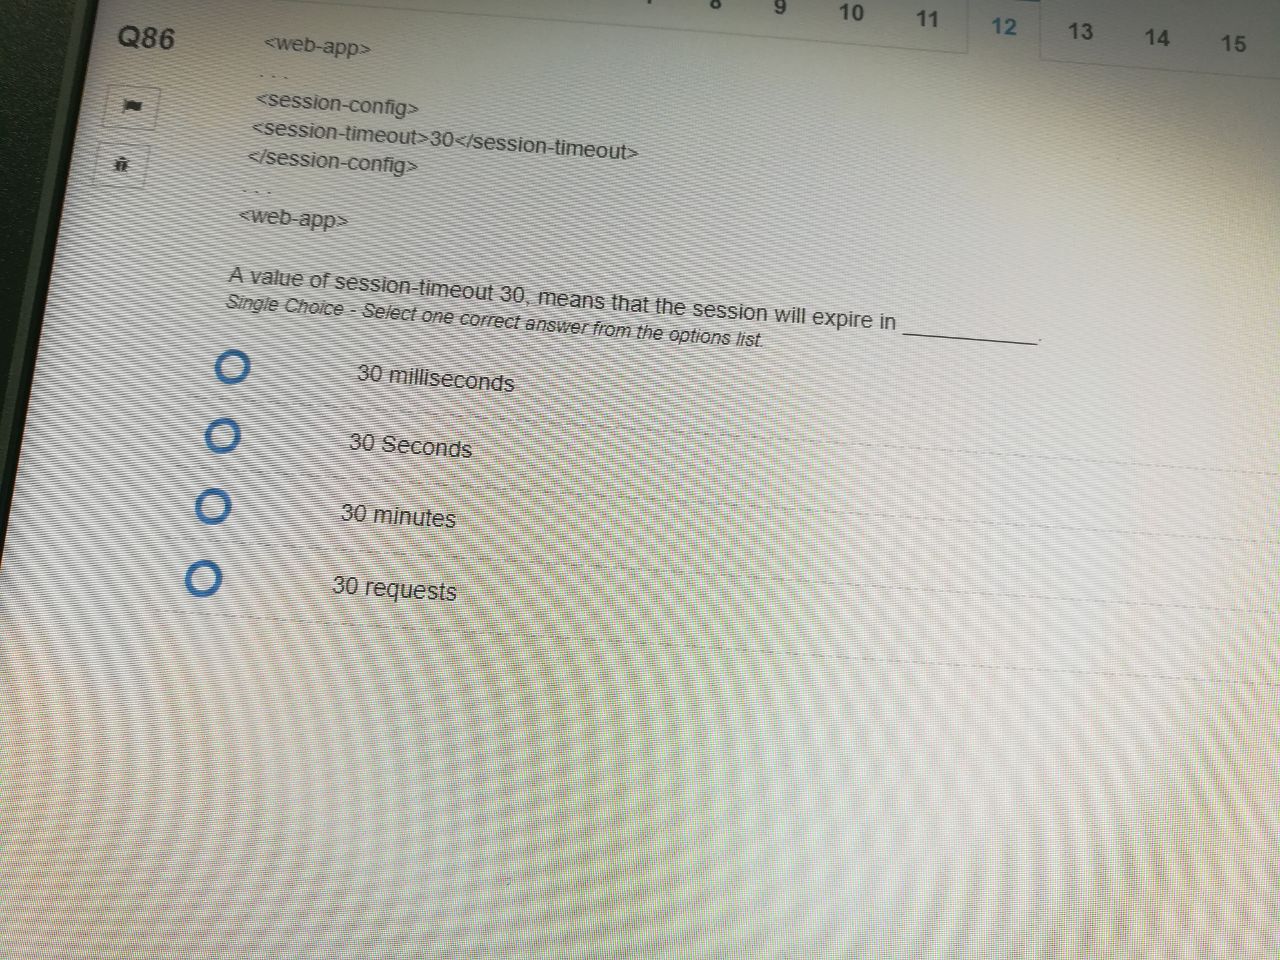 8 9 10 11 12 13 14 15
Q86
<web-app>
. . .
<session-config>
<session-timeout>30</session-timeout>
</session-config>
. . .
<web-app>
A value of session-timeout 30, means that the session will expire in __________.
Single Choice - Select one correct answer from the options list.
30 milliseconds
30 Seconds
30 minutes
30 requests